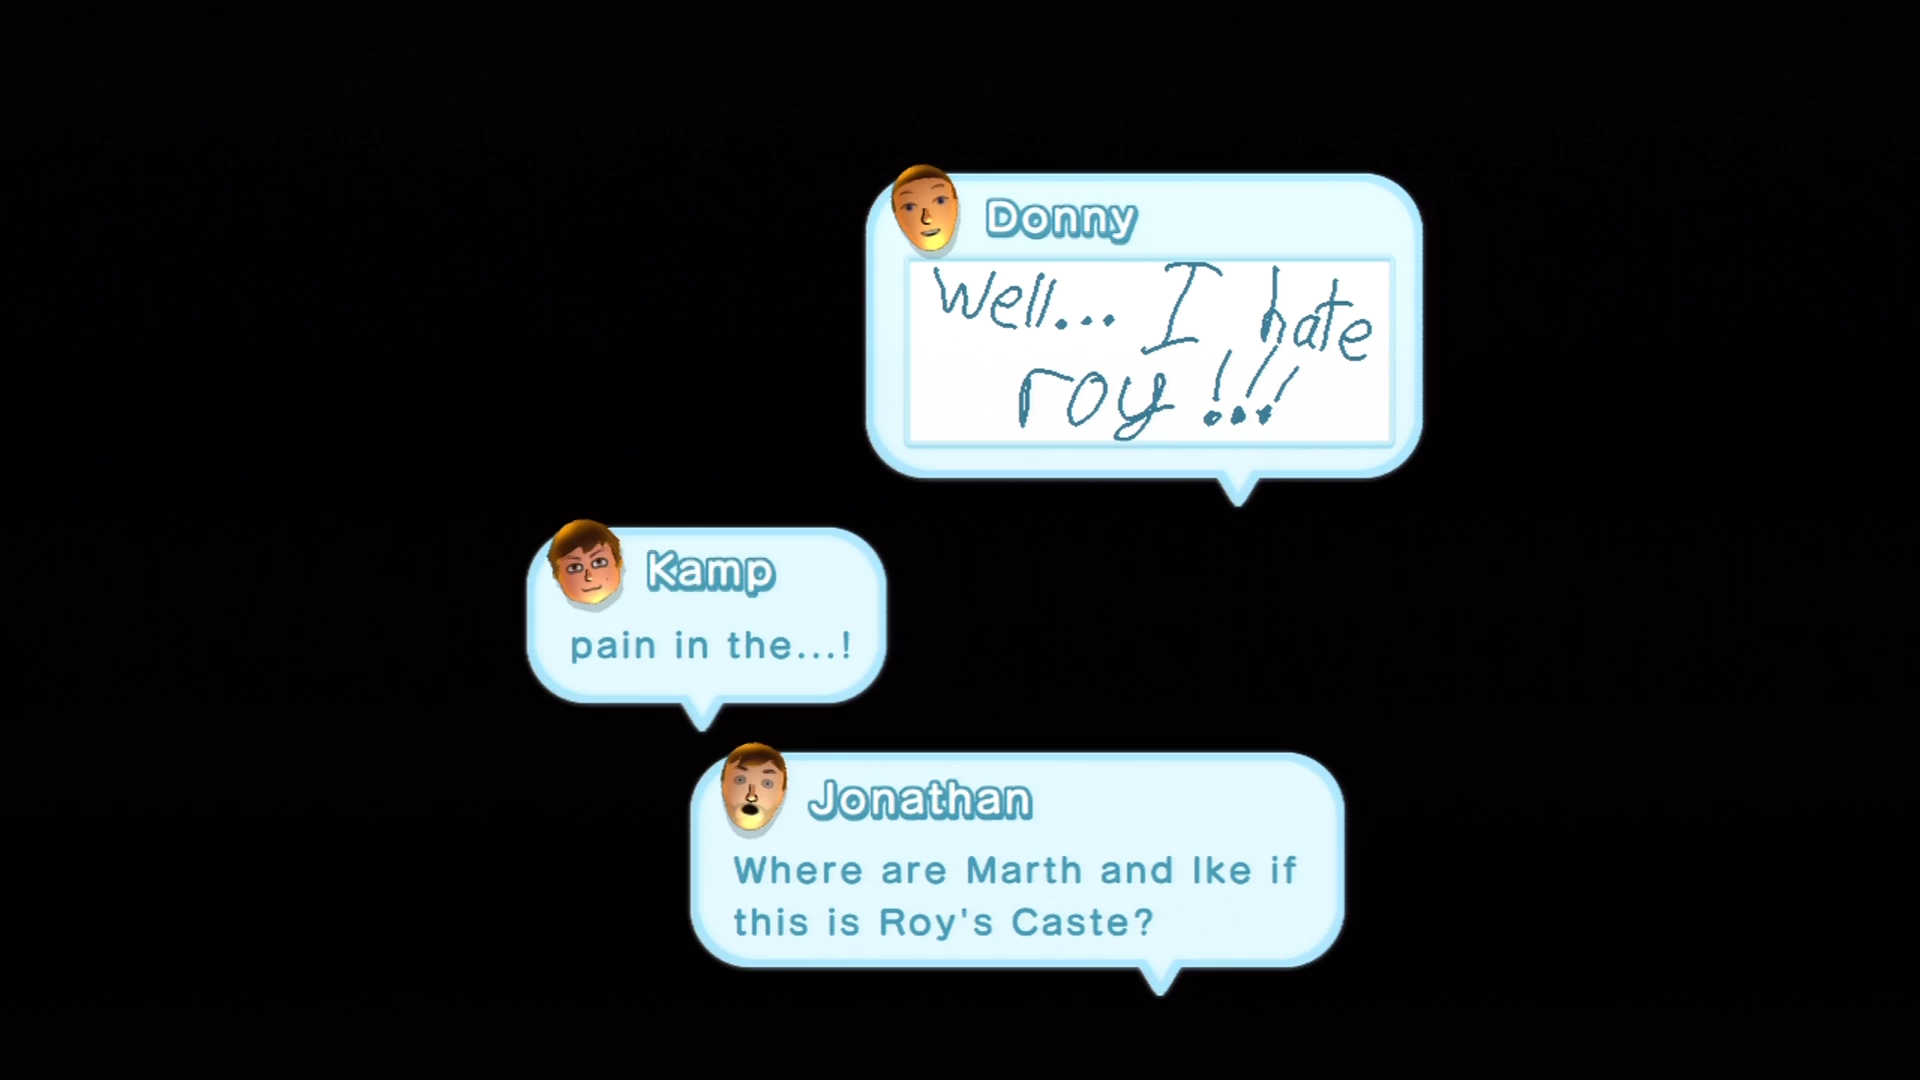 Donny
Well... I hate
roy!!!
Kamp
pain in the...!
Jonathan
Where are Marth and Ike if
this is Roy's Caste?